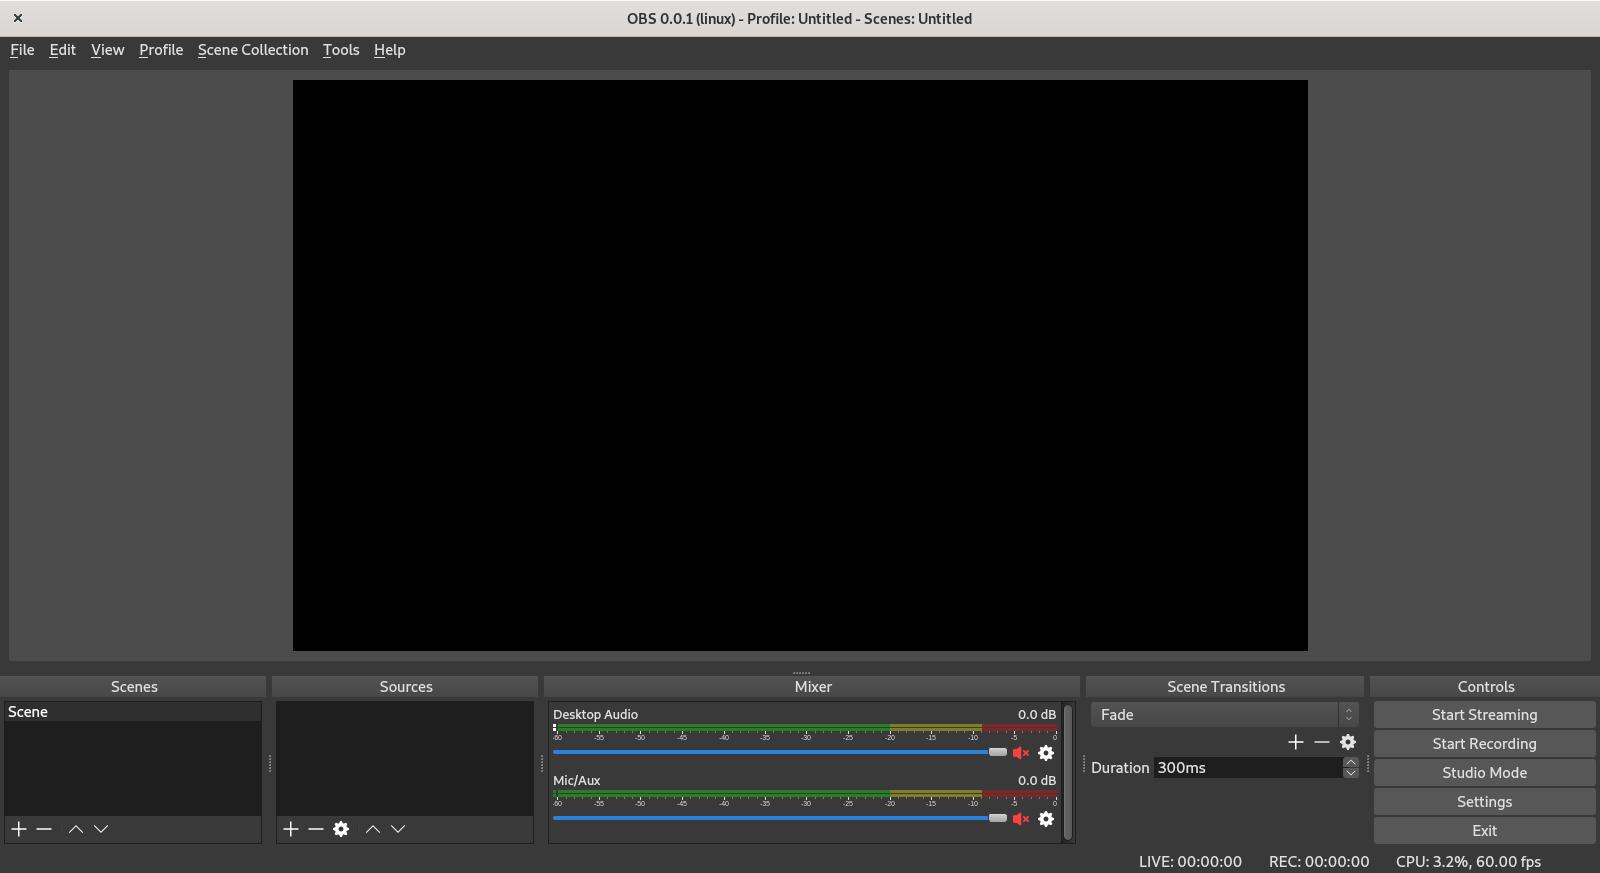 OBS 0.0.1 (linux) - Profile: Untitled - Scenes: Untitled
File Edit View Profile Scene Collection Tools Help
Scenes
Scene
Sources
Mixer
Desktop Audio 0.0 dB
-60 -55 -50 -45 -40 -35 -30 -25 -20 -15 -10 -5 0
Mic/Aux 0.0 dB
-60 -55 -50 -45 -40 -35 -30 -25 -20 -15 -10 -5 0
Scene Transitions
Fade
Duration 300ms
Controls
Start Streaming
Start Recording
Studio Mode
Settings
Exit
LIVE: 00:00:00 REC: 00:00:00 CPU: 3.2%, 60.00 fps